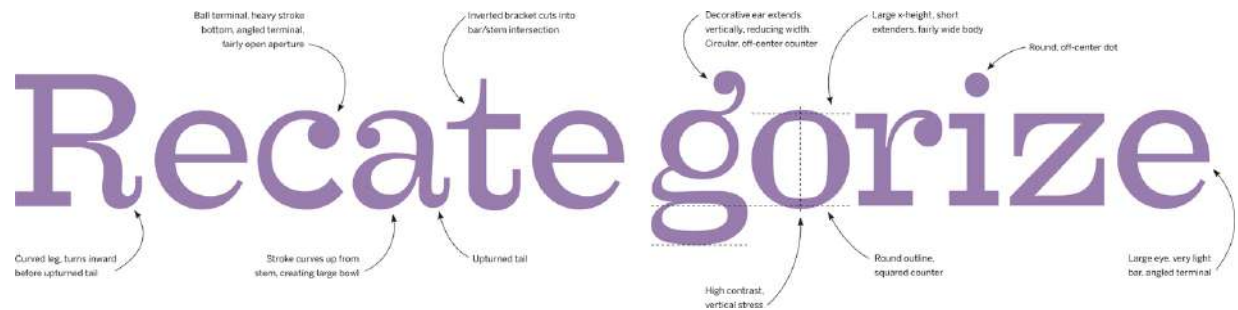 Ball terminal, heavy stroke
bottom, angled terminal,
fairly open aperture
Inverted bracket cuts into
bar/stem intersection
Decorative ear extends
vertically, reducing width.
Circular, off-center counter
Large x-height, short
extenders, fairly wide body
Round, off-center dot
Recategorize
Curved leg, turns inward
before upturned tail
Stroke curves up from
stem, creating large bowl
Upturned tail
High contrast,
vertical stress
Round outline,
squared counter
Large eye, very light
bar, angled terminal